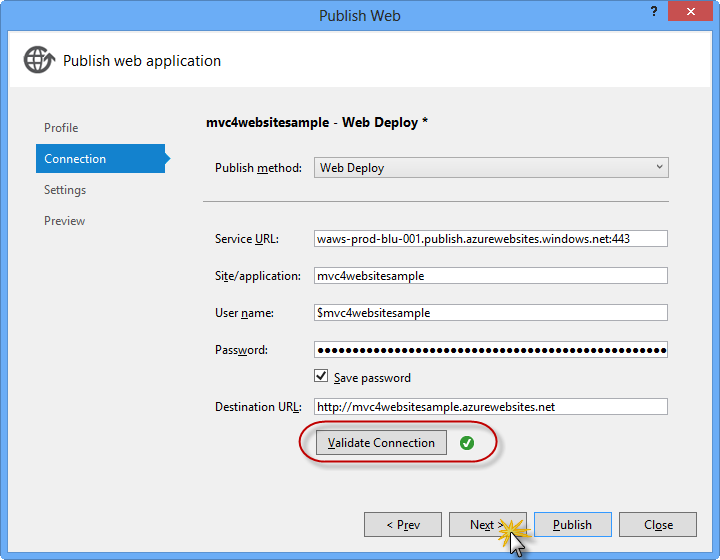 Publish Web
?
Publish web application
mvc4websitesample - Web Deploy *
Profile
Connection
Settings
Preview
Publish method: Web Deploy
Service URL: waws-prod-blu-001.publish.azurewebsites.windows.net:443
Site/application: mvc4websitesample
User name: $mvc4websitesample
Password: ●●●●●●●●●●●●●●●●●●●●●●●●●●●●●●●●●●●●●●●●●●●●●●●●●●
Save password
Destination URL: http://mvc4websitesample.azurewebsites.net
Validate Connection
< Prev Next > Publish Close